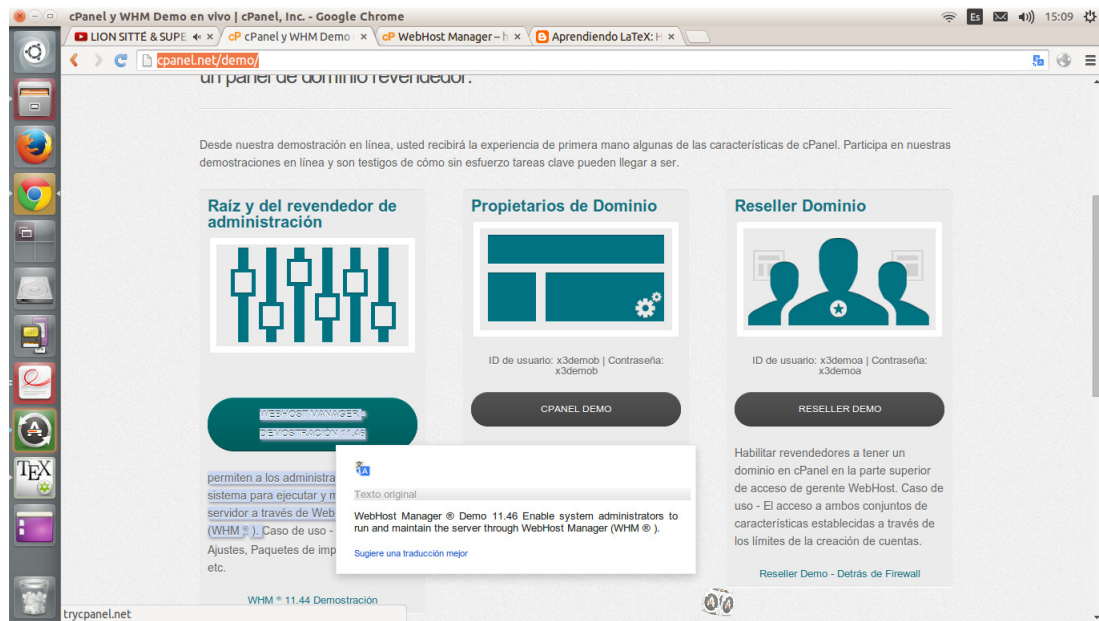 cPanel y WHM Demo en vivo | cPanel, Inc. - Google Chrome
Es
15:09
LION SITTÉ & SUPE
cP cPanel y WHM Demo
cP WebHost Manager – h
Aprendiendo LaTeX: H
cpanel.net/demo/
un panel de dominio revendedor.
Desde nuestra demostración en línea, usted recibirá la experiencia de primera mano algunas de las características de cPanel. Participa en nuestras
demostraciones en línea y son testigos de cómo sin esfuerzo tareas clave pueden llegar a ser.
Raíz y del revendedor de
administración
WEBHOST MANAGER ®
DEMOSTRACIÓN 11.46
permiten a los administra
sistema para ejecutar y m
servidor a través de Web
(WHM ® ). Caso de uso -
Ajustes, Paquetes de imp
etc.
WHM ® 11.44 Demostración
Propietarios de Dominio
ID de usuario: x3demob | Contraseña:
x3demob
CPANEL DEMO
Texto original
WebHost Manager ® Demo 11.46 Enable system administrators to
run and maintain the server through WebHost Manager (WHM ® ).
Sugiere una traducción mejor
Reseller Dominio
ID de usuario: x3demoa | Contraseña:
x3demoa
RESELLER DEMO
Habilitar revendedores a tener un
dominio en cPanel en la parte superior
de acceso de gerente WebHost. Caso de
uso - El acceso a ambos conjuntos de
características establecidas a través de
los límites de la creación de cuentas.
Reseller Demo - Detrás de Firewall
TEX
trycpanel.net